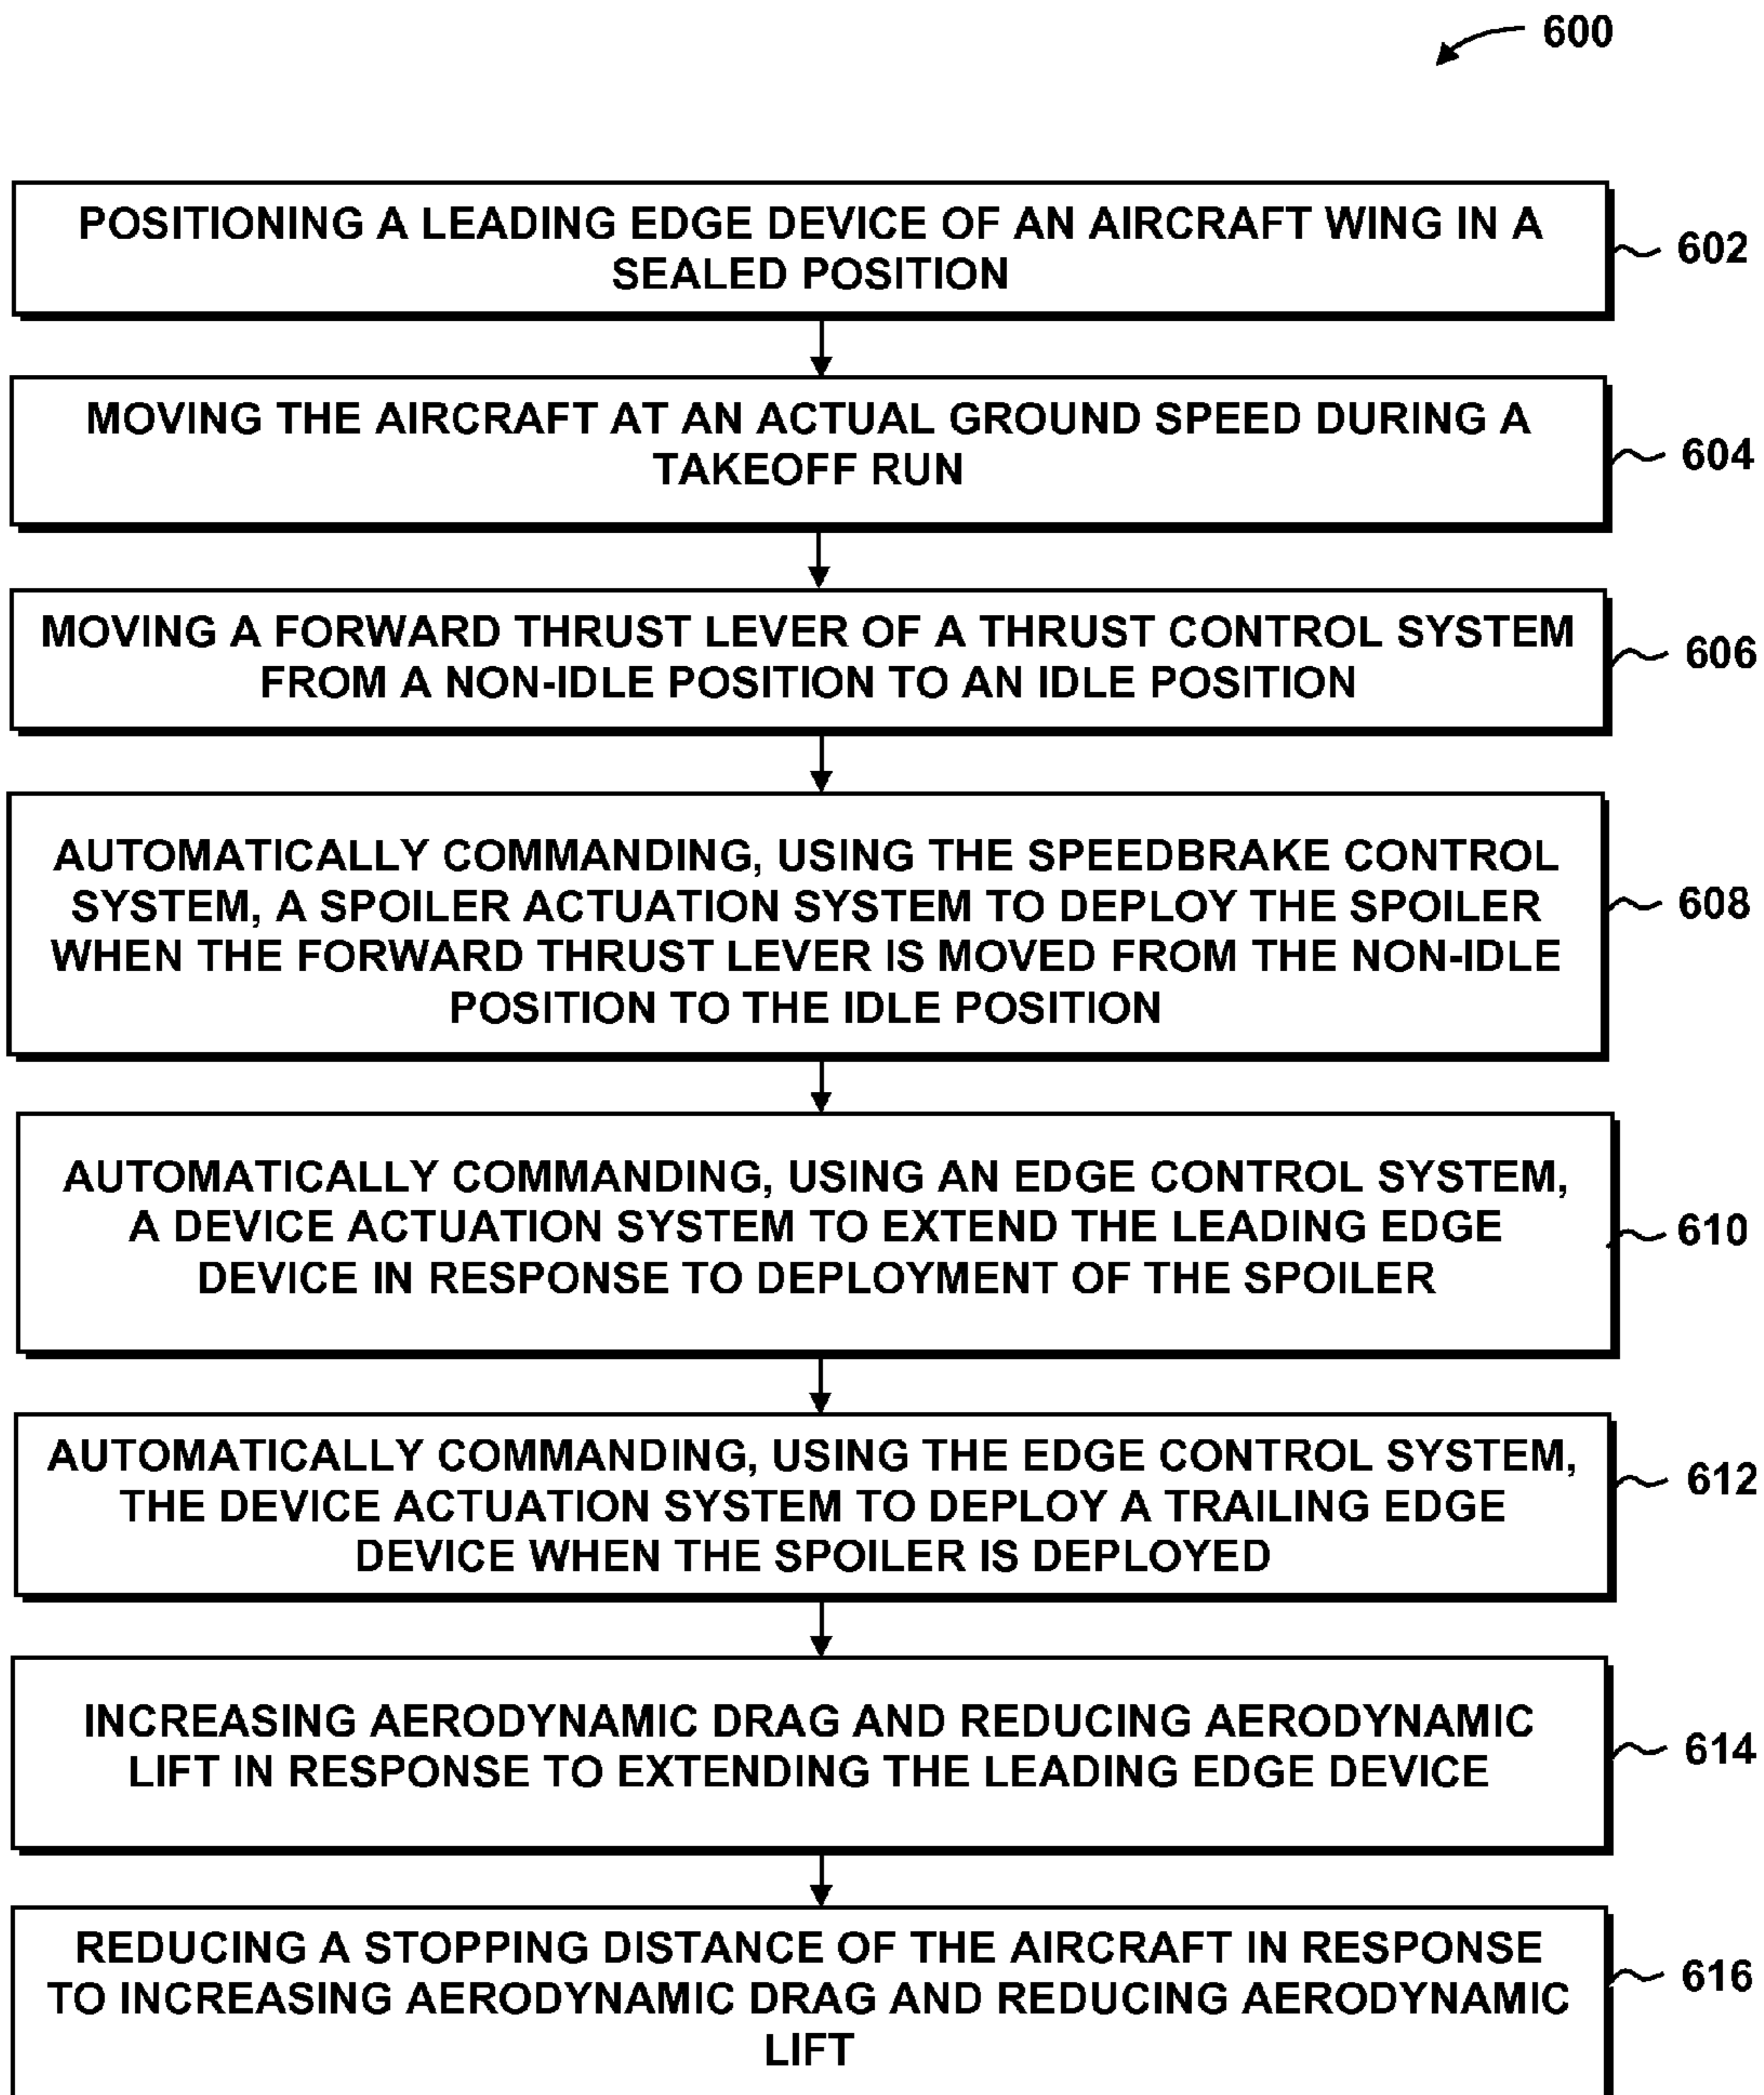 600
POSITIONING A LEADING EDGE DEVICE OF AN AIRCRAFT WING IN A
SEALED POSITION
602
MOVING THE AIRCRAFT AT AN ACTUAL GROUND SPEED DURING A
TAKEOFF RUN
604
MOVING A FORWARD THRUST LEVER OF A THRUST CONTROL SYSTEM
FROM A NON-IDLE POSITION TO AN IDLE POSITION
606
AUTOMATICALLY COMMANDING, USING THE SPEEDBRAKE CONTROL
SYSTEM, A SPOILER ACTUATION SYSTEM TO DEPLOY THE SPOILER
WHEN THE FORWARD THRUST LEVER IS MOVED FROM THE NON-IDLE
POSITION TO THE IDLE POSITION
608
AUTOMATICALLY COMMANDING, USING AN EDGE CONTROL SYSTEM,
A DEVICE ACTUATION SYSTEM TO EXTEND THE LEADING EDGE
DEVICE IN RESPONSE TO DEPLOYMENT OF THE SPOILER
610
AUTOMATICALLY COMMANDING, USING THE EDGE CONTROL SYSTEM,
THE DEVICE ACTUATION SYSTEM TO DEPLOY A TRAILING EDGE
DEVICE WHEN THE SPOILER IS DEPLOYED
612
INCREASING AERODYNAMIC DRAG AND REDUCING AERODYNAMIC
LIFT IN RESPONSE TO EXTENDING THE LEADING EDGE DEVICE
614
REDUCING A STOPPING DISTANCE OF THE AIRCRAFT IN RESPONSE
TO INCREASING AERODYNAMIC DRAG AND REDUCING AERODYNAMIC
LIFT
616